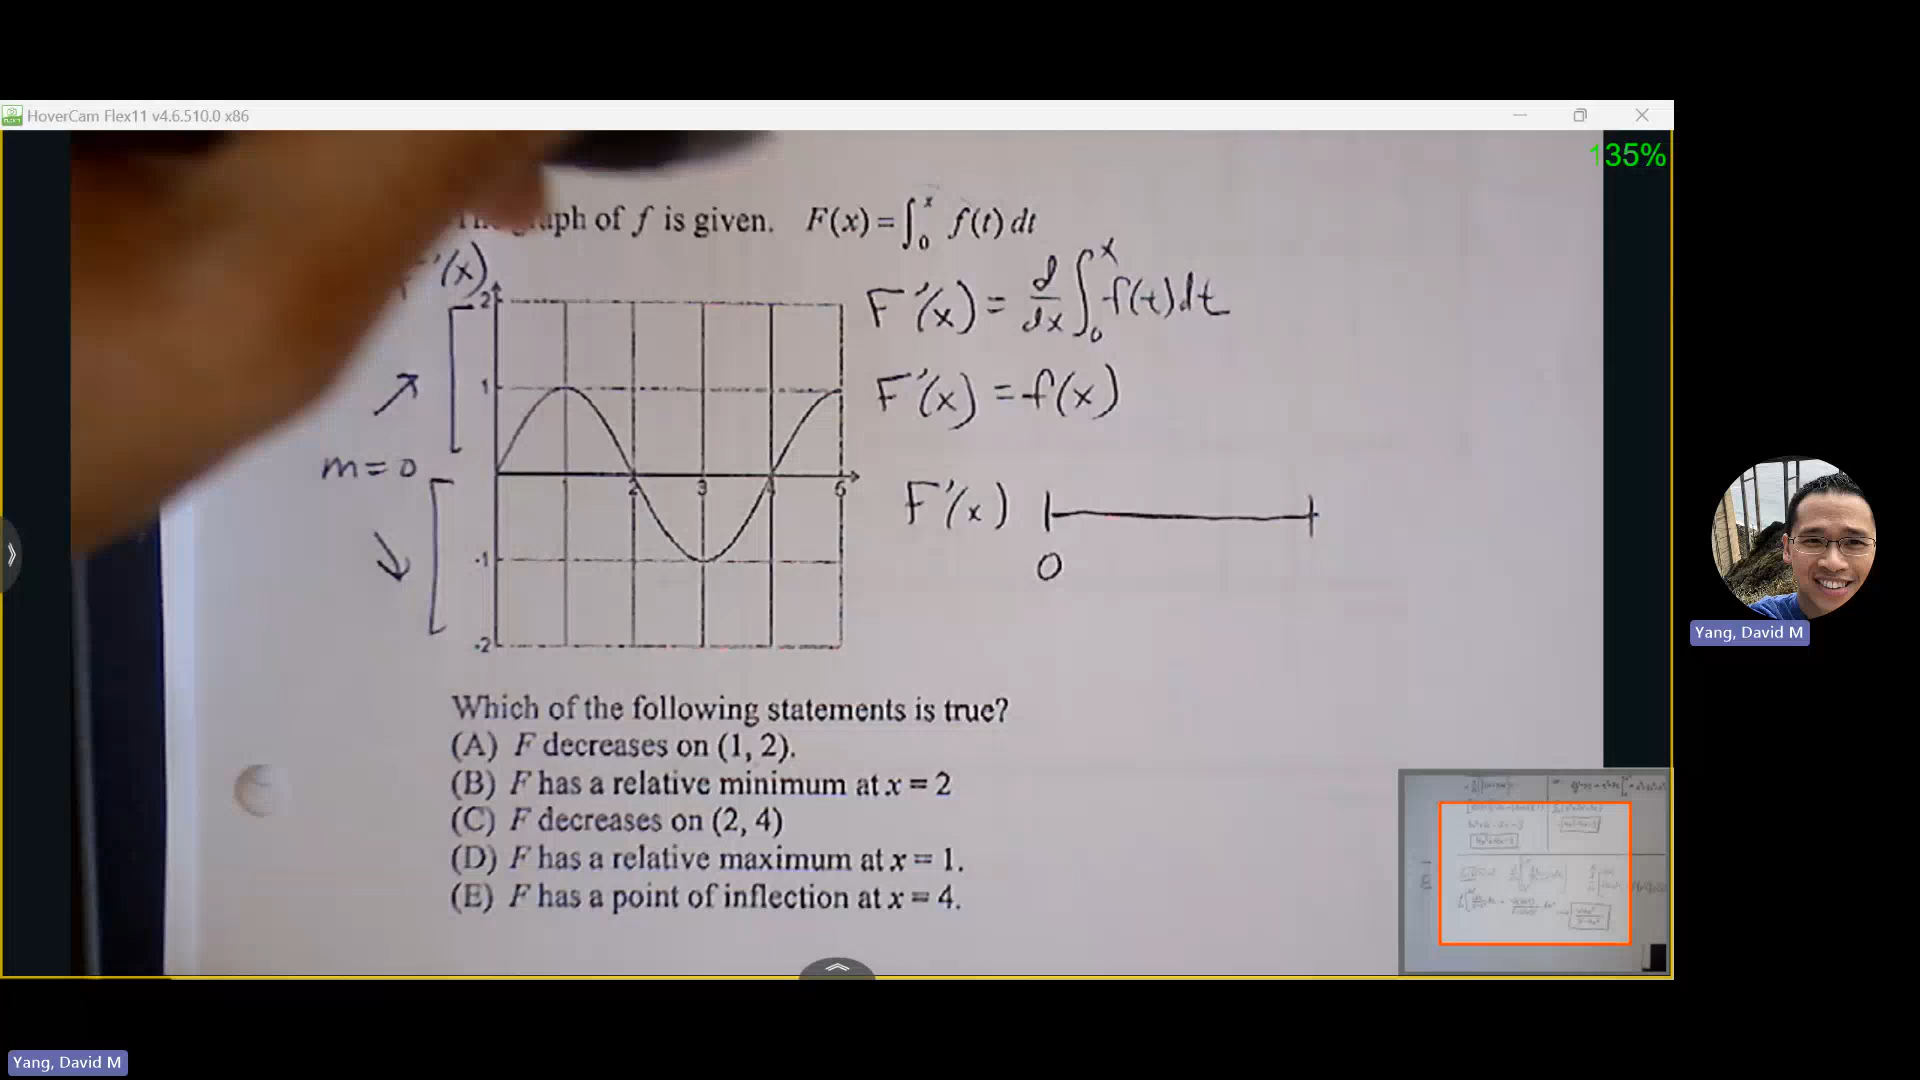 HoverCam Flex11 v4.6.510.0 x86
135%
graph of f is given. F(x) = ∫₀ˣ f(t) dt
F'(x)
F'(x) = d/dx ∫₀ˣ f(t)dt
F'(x) = f(x)
m = 0
F'(x)
0
2
1
2
3
-1
-2
Which of the following statements is true?
(A) F decreases on (1, 2).
(B) F has a relative minimum at x = 2
(C) F decreases on (2, 4)
(D) F has a relative maximum at x = 1.
(E) F has a point of inflection at x = 4.
Yang, David M
Yang, David M